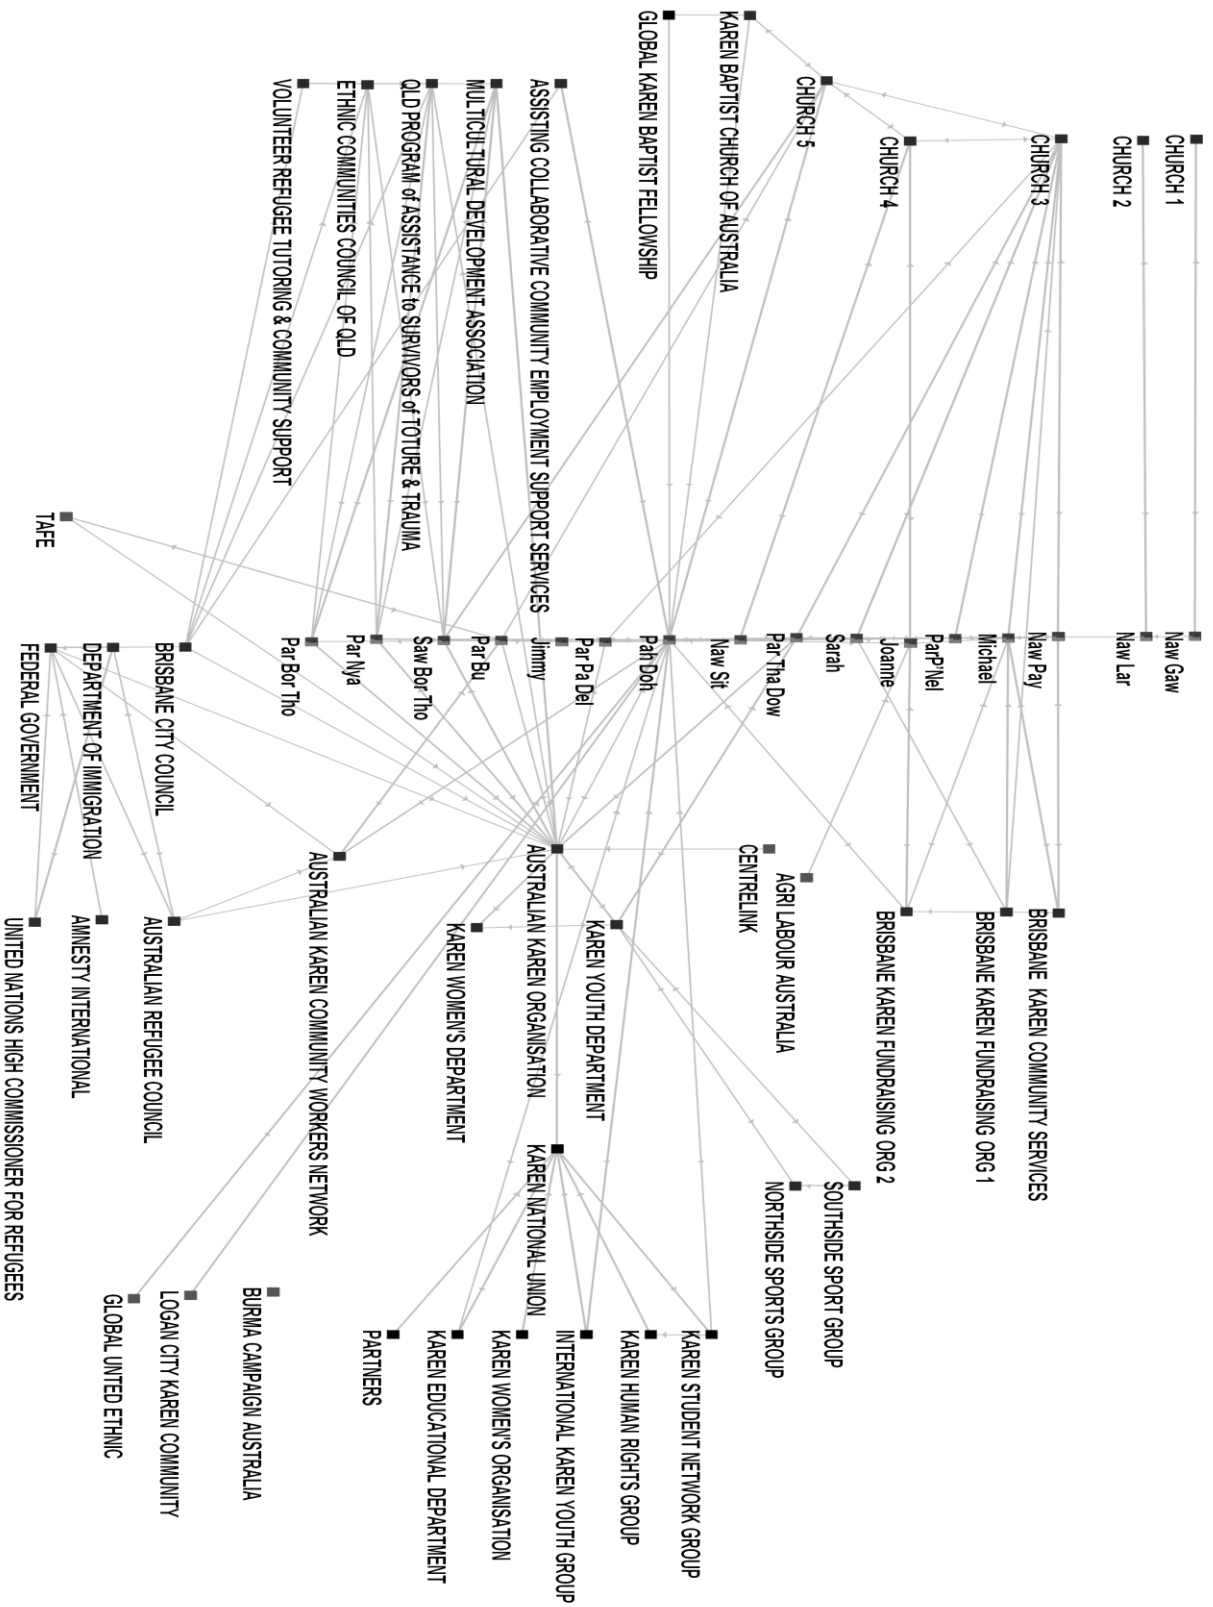 CHURCH 1
CHURCH 2
CHURCH 3
CHURCH 4
CHURCH 5
KAREN BAPTIST CHURCH OF AUSTRALIA
GLOBAL KAREN BAPTIST FELLOWSHIP
ASSISTING COLLABORATIVE COMMUNITY EMPLOYMENT SUPPORT SERVICES
MULTICULTURAL DEVELOPMENT ASSOCIATION
QLD PROGRAM of ASSISTANCE to SURVIVORS of TOTURE & TRAUMA
ETHNIC COMMUNITIES COUNCIL OF QLD
VOLUNTEER REFUGEE TUTORING & COMMUNITY SUPPORT
TAFE
Naw Gaw
Naw Lar
Naw Pay
Michael
ParP'Nel
Joanne
Sarah
Par Tha Dow
Naw Sit
Pah Doh
Par Pa Del
Jimmy
Par Bu
Saw Bor Tho
Par Nya
Par Bor Tho
BRISBANE CITY COUNCIL
DEPARTMENT OF IMMIGRATION
FEDERAL GOVERNMENT
BRISBANE KAREN COMMUNITY SERVICES
BRISBANE KAREN FUNDRAISING ORG 1
BRISBANE KAREN FUNDRAISING ORG 2
AGRI LABOUR AUSTRALIA
CENTRELINK
KAREN YOUTH DEPARTMENT
AUSTRALIAN KAREN ORGANISATION
KAREN WOMEN'S DEPARTMENT
AUSTRALIAN KAREN COMMUNITY WORKERS NETWORK
AUSTRALIAN REFUGEE COUNCIL
AMNESTY INTERNATIONAL
UNITED NATIONS HIGH COMMISSIONER FOR REFUGEES
SOUTHSIDE SPORT GROUP
NORTHSIDE SPORTS GROUP
KAREN NATIONAL UNION
KAREN STUDENT NETWORK GROUP
KAREN HUMAN RIGHTS GROUP
INTERNATIONAL KAREN YOUTH GROUP
KAREN WOMEN'S ORGANISATION
KAREN EDUCATIONAL DEPARTMENT
PARTNERS
BURMA CAMPAIGN AUSTRALIA
LOGAN CITY KAREN COMMUNITY
GLOBAL UNTED ETHNIC